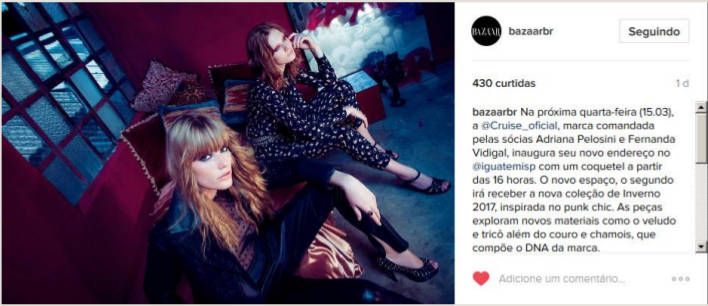 BAZAAR
bazaarbr
Seguindo
430 curtidas
1 d
bazaarbr Na próxima quarta-feira (15.03),
a @Cruise_oficial, marca comandada
pelas sócias Adriana Pelosini e Fernanda
Vidigal, inaugura seu novo endereço no
@iguatemisp com um coquetel a partir
das 16 horas. O novo espaço, o segundo
irá receber a nova coleção de Inverno
2017, inspirada no punk chic. As peças
exploram novos materiais como o veludo
e tricô além do couro e chamois, que
compõe o DNA da marca.
Adicione um comentário...